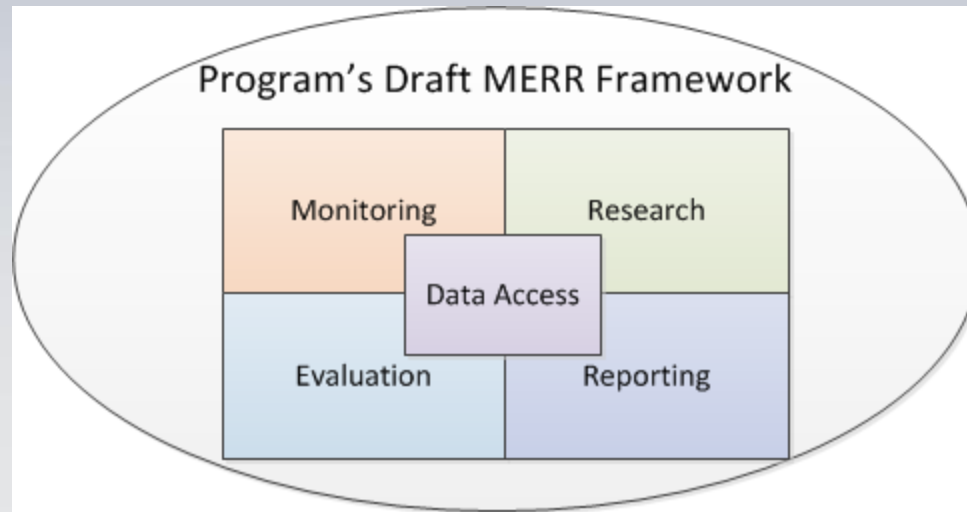 Program's Draft MERR Framework
Monitoring
Research
Data Access
Evaluation
Reporting